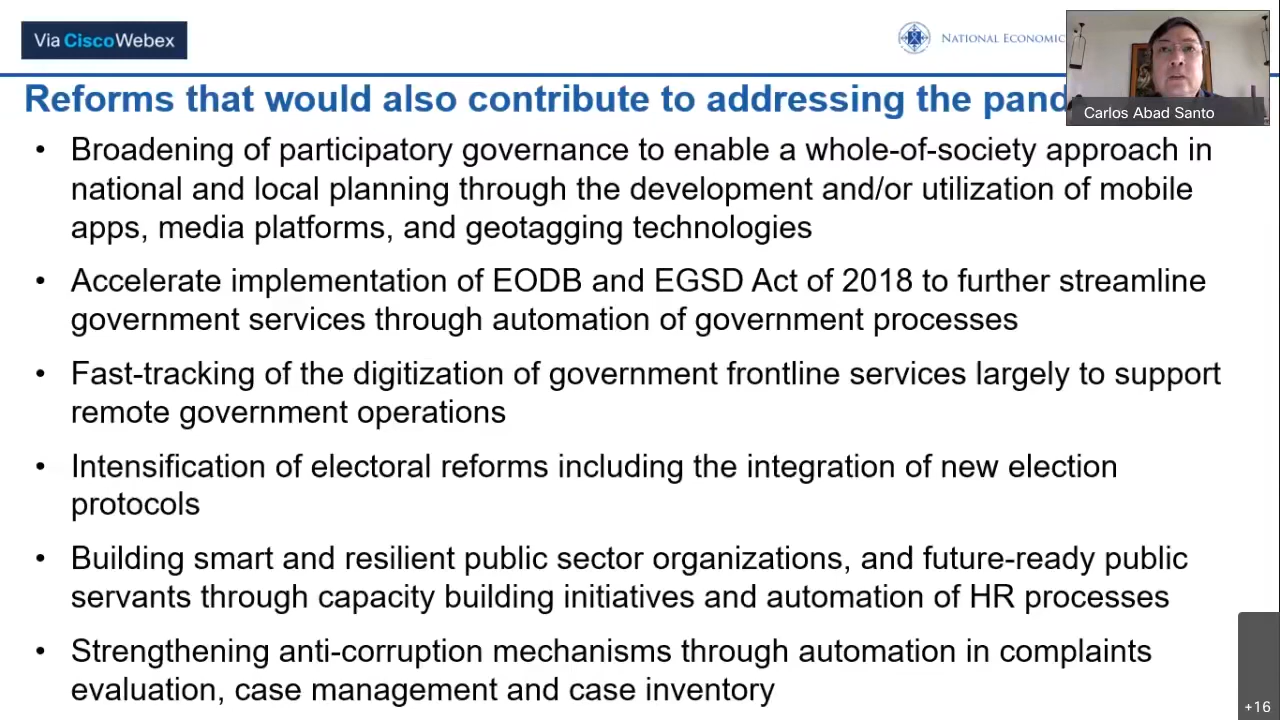 Via CiscoWebex
NATIONAL ECONOMIC
Carlos Abad Santo
Reforms that would also contribute to addressing the
• Broadening of participatory governance to enable a whole-of-society approach in
national and local planning through the development and/or utilization of mobile
apps, media platforms, and geotagging technologies
• Accelerate implementation of EODB and EGSD Act of 2018 to further streamline
government services through automation of government processes
• Fast-tracking of the digitization of government frontline services largely to support
remote government operations
• Intensification of electoral reforms including the integration of new election
protocols
• Building smart and resilient public sector organizations, and future-ready public
servants through capacity building initiatives and automation of HR processes
• Strengthening anti-corruption mechanisms through automation in complaints
evaluation, case management and case inventory
+16